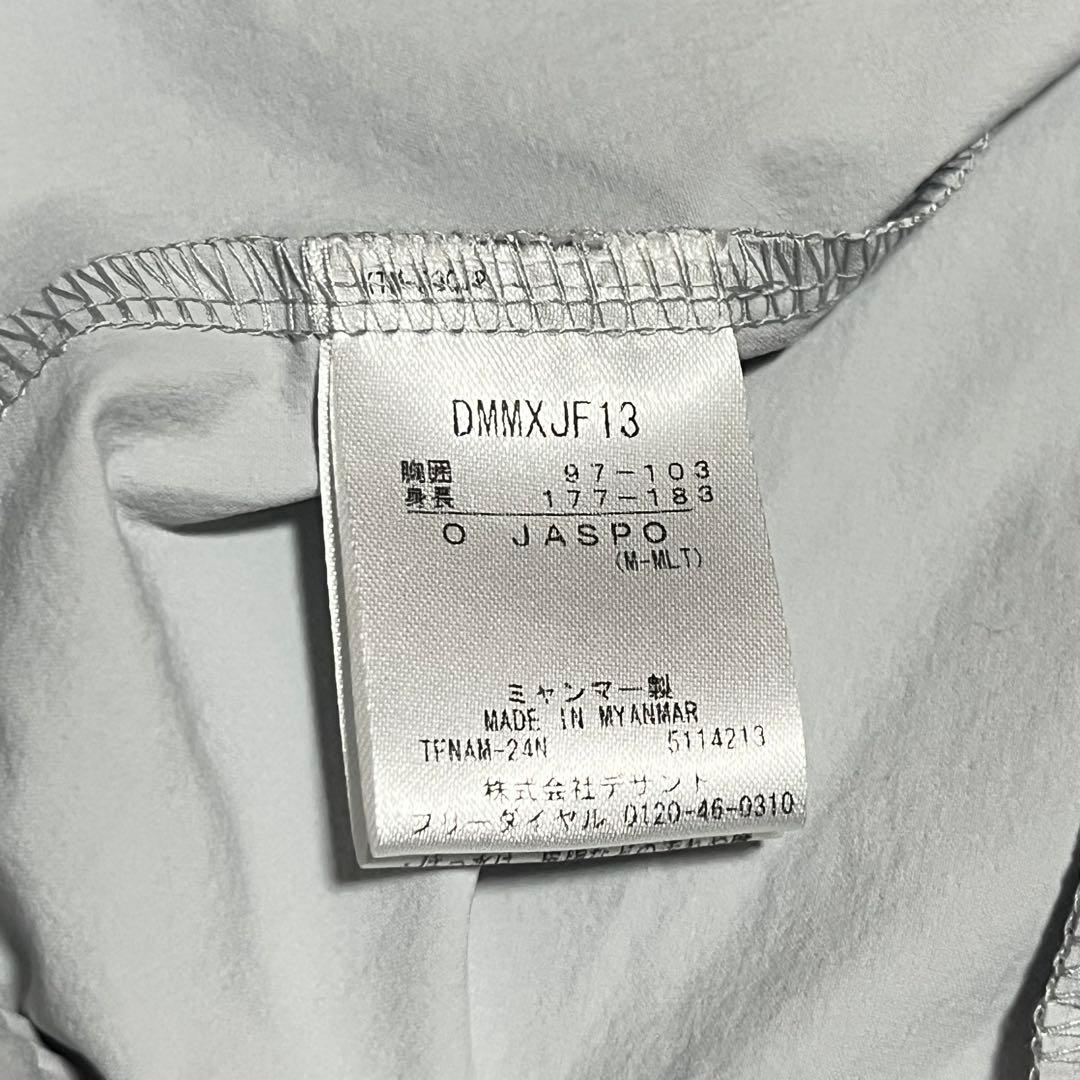 DMMXJF13
胸囲 97-103
身長 177-183
O JASPO
(M-MLT)
ミャンマー製
MADE IN MYANMAR
TFNAM-24N 5114213
株式会社デサント
フリーダイヤル 0120-46-0310